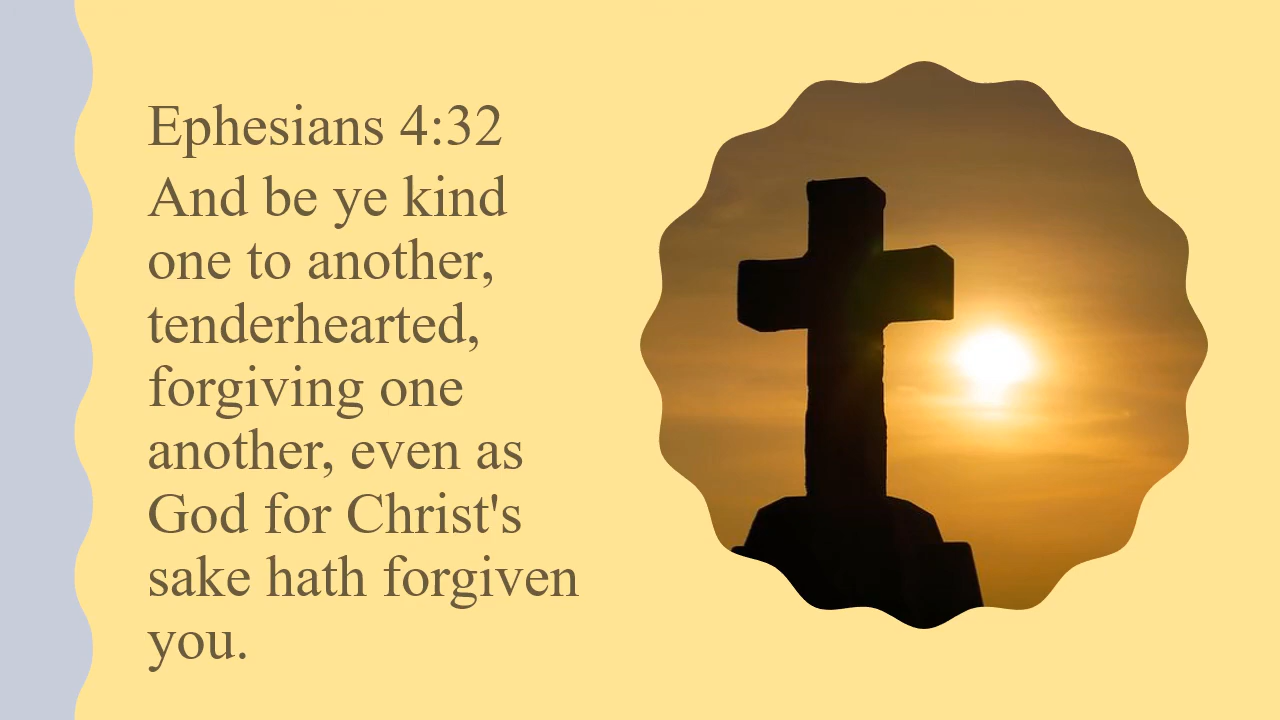 Ephesians 4:32
And be ye kind
one to another,
tenderhearted,
forgiving one
another, even as
God for Christ's
sake hath forgiven
you.